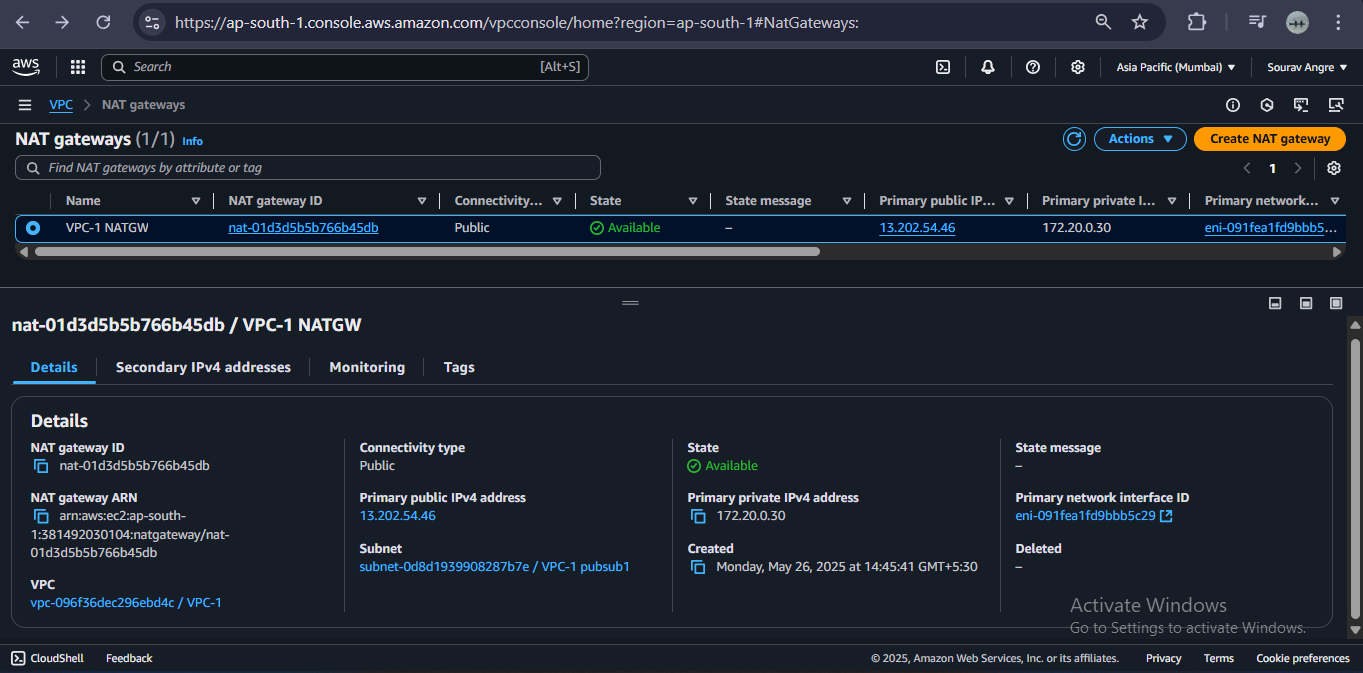 https://ap-south-1.console.aws.amazon.com/vpcconsole/home?region=ap-south-1#NatGateways:
aws Search [Alt+S] Asia Pacific (Mumbai) Sourav Angre
VPC NAT gateways
NAT gateways (1/1) Info Actions Create NAT gateway
Find NAT gateways by attribute or tag 1
Name NAT gateway ID Connectivity... State State message Primary public IP... Primary private I... Primary network...
VPC-1 NATGW nat-01d3d5b5b766b45db Public Available – 13.202.54.46 172.20.0.30 eni-091fea1fd9bbb5...
nat-01d3d5b5b766b45db / VPC-1 NATGW
Details Secondary IPv4 addresses Monitoring Tags
Details
NAT gateway ID
nat-01d3d5b5b766b45db
NAT gateway ARN
arn:aws:ec2:ap-south-
1:381492030104:natgateway/nat-
01d3d5b5b766b45db
VPC
vpc-096f36dec296ebd4c / VPC-1
Connectivity type
Public
Primary public IPv4 address
13.202.54.46
Subnet
subnet-0d8d1939908287b7e / VPC-1 pubsub1
State
Available
Primary private IPv4 address
172.20.0.30
Created
Monday, May 26, 2025 at 14:45:41 GMT+5:30
State message
–
Primary network interface ID
eni-091fea1fd9bbb5c29
Deleted
–
Activate Windows
Go to Settings to activate Windows.
CloudShell Feedback © 2025, Amazon Web Services, Inc. or its affiliates. Privacy Terms Cookie preferences